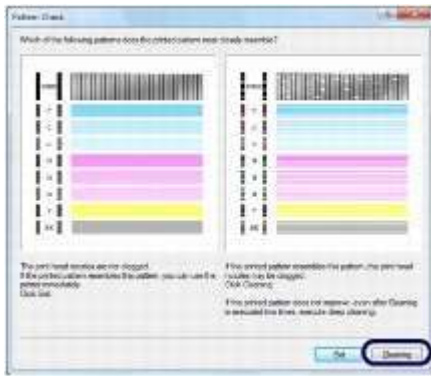 Pattern Check
Which of the following patterns does the printed pattern most closely resemble?
C
M
Y
The print head nozzles are not clogged.
If the printed pattern resembles this pattern, you can use the
printer immediately.
Click Exit.
If the printed pattern resembles this pattern, the print head
nozzles may be clogged.
Click Cleaning.
If the printed pattern does not improve, even after Cleaning
is executed two times, execute deep cleaning.
Exit
Cleaning